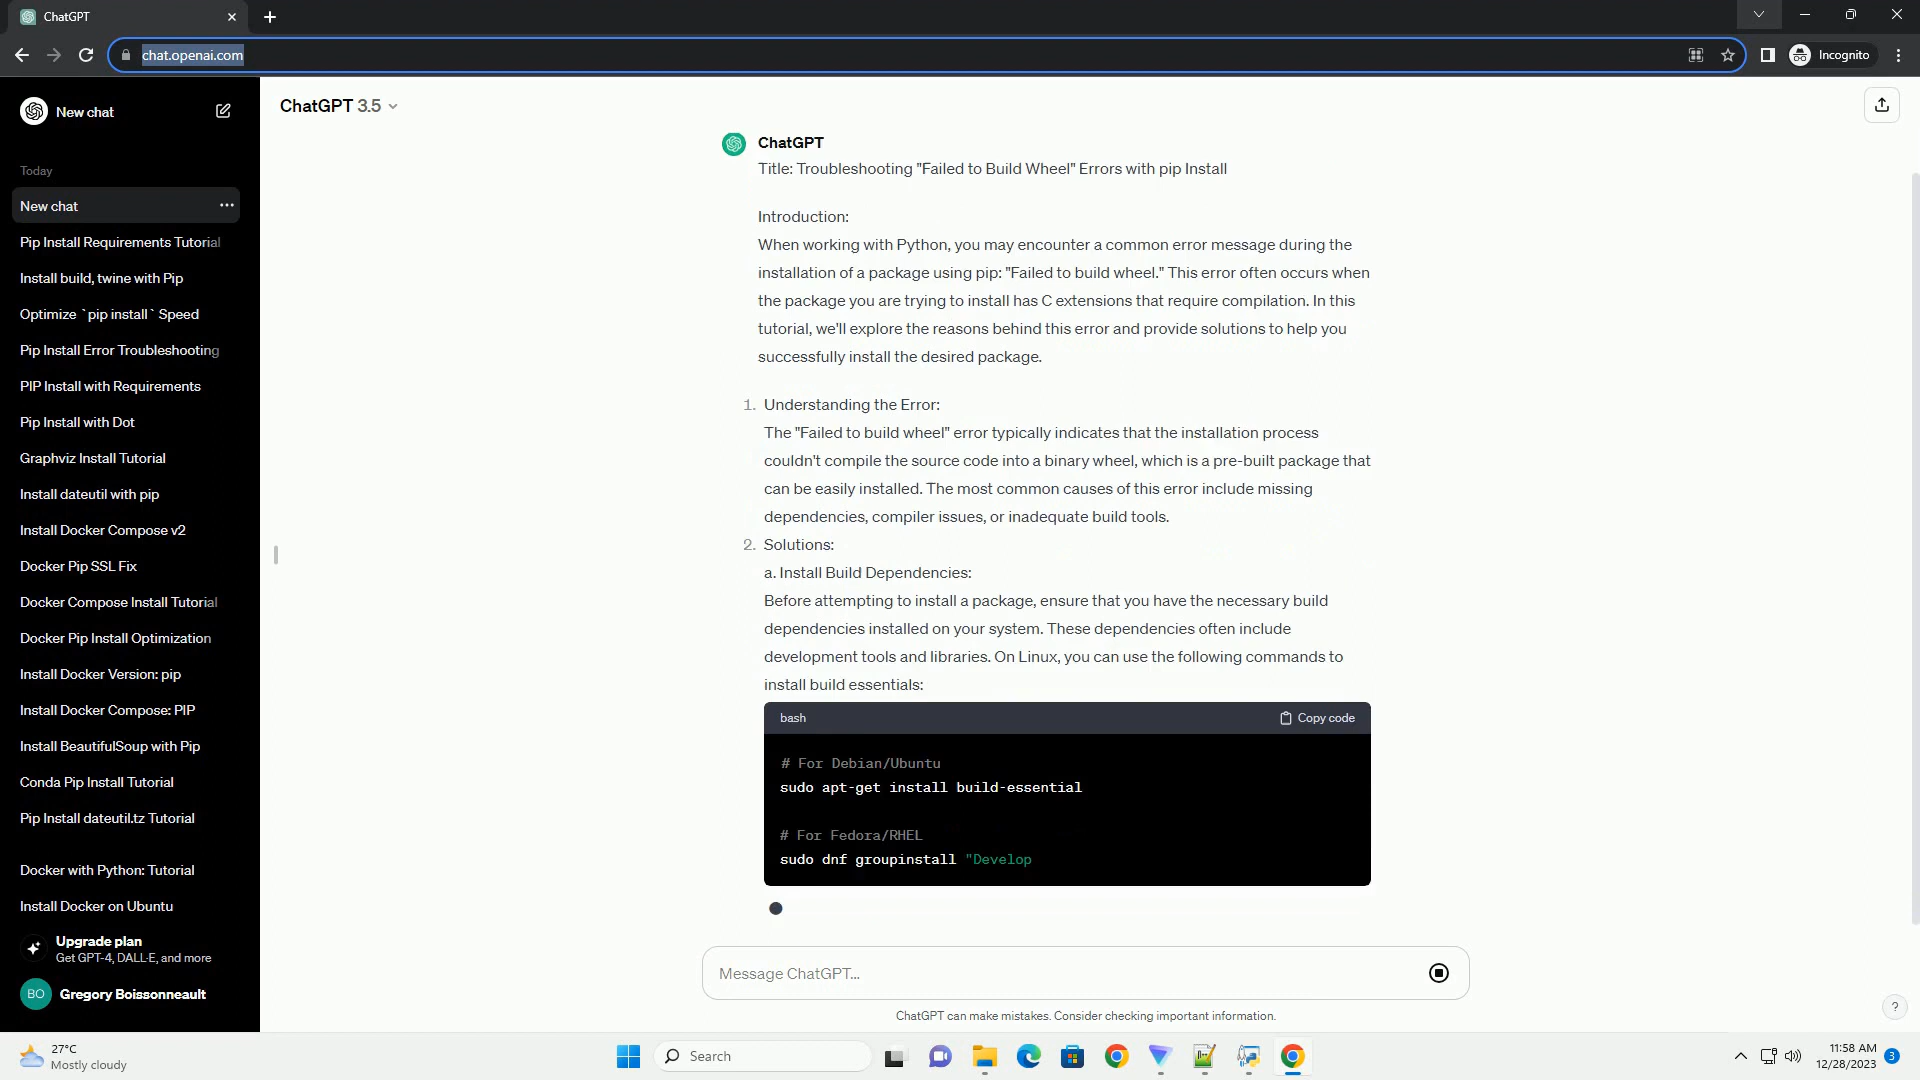 ChatGPT
chat.openai.com
Incognito
New chat
Today
New chat
Pip Install Requirements Tutorial
Install build, twine with Pip
Optimize `pip install` Speed
Pip Install Error Troubleshooting
PIP Install with Requirements
Pip Install with Dot
Graphviz Install Tutorial
Install dateutil with pip
Install Docker Compose v2
Docker Pip SSL Fix
Docker Compose Install Tutorial
Docker Pip Install Optimization
Install Docker Version: pip
Install Docker Compose: PIP
Install BeautifulSoup with Pip
Conda Pip Install Tutorial
Pip Install dateutil.tz Tutorial
Docker with Python: Tutorial
Install Docker on Ubuntu
Upgrade plan
Get GPT-4, DALL·E, and more
BO
Gregory Boissonneault
ChatGPT 3.5
ChatGPT
Title: Troubleshooting "Failed to Build Wheel" Errors with pip Install
Introduction:
When working with Python, you may encounter a common error message during the
installation of a package using pip: "Failed to build wheel." This error often occurs when
the package you are trying to install has C extensions that require compilation. In this
tutorial, we'll explore the reasons behind this error and provide solutions to help you
successfully install the desired package.
1. Understanding the Error:
The "Failed to build wheel" error typically indicates that the installation process
couldn't compile the source code into a binary wheel, which is a pre-built package that
can be easily installed. The most common causes of this error include missing
dependencies, compiler issues, or inadequate build tools.
2. Solutions:
a. Install Build Dependencies:
Before attempting to install a package, ensure that you have the necessary build
dependencies installed on your system. These dependencies often include
development tools and libraries. On Linux, you can use the following commands to
install build essentials:
bash
Copy code
# For Debian/Ubuntu
sudo apt-get install build-essential
# For Fedora/RHEL
sudo dnf groupinstall "Develop
Message ChatGPT...
ChatGPT can make mistakes. Consider checking important information.
?
27°C
Mostly cloudy
Search
11:58 AM
12/28/2023
3